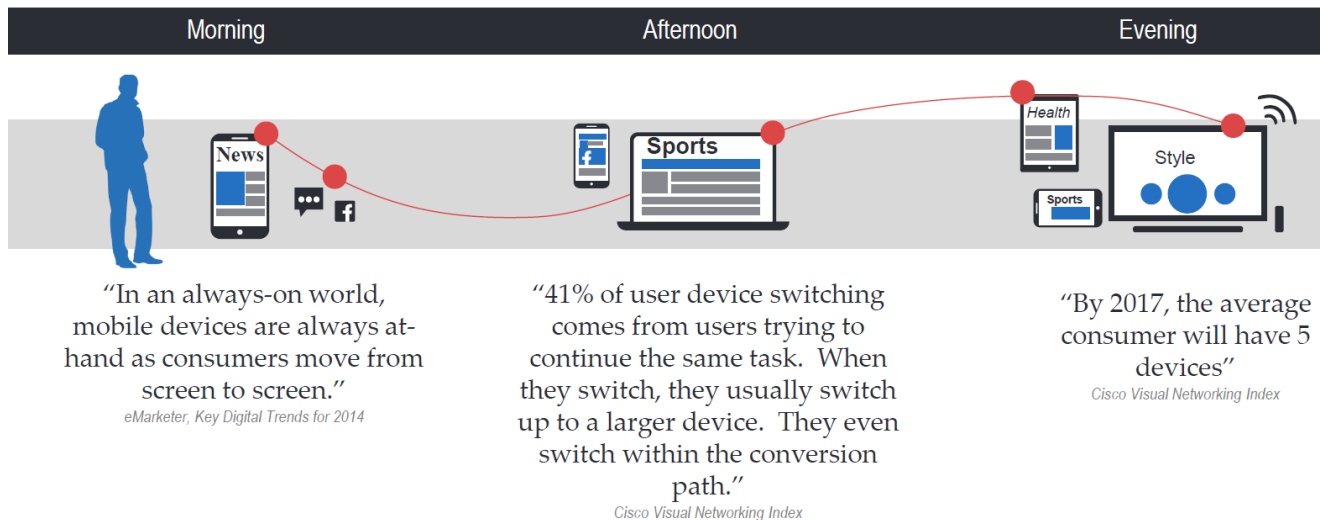 Morning
Afternoon
Evening
News
f
f
Sports
Health
Style
Sports
“In an always-on world,
mobile devices are always at-
hand as consumers move from
screen to screen.”
eMarketer, Key Digital Trends for 2014
“41% of user device switching
comes from users trying to
continue the same task.  When
they switch, they usually switch
up to a larger device.  They even
switch within the conversion
path.”
Cisco Visual Networking Index
“By 2017, the average
consumer will have 5
devices”
Cisco Visual Networking Index